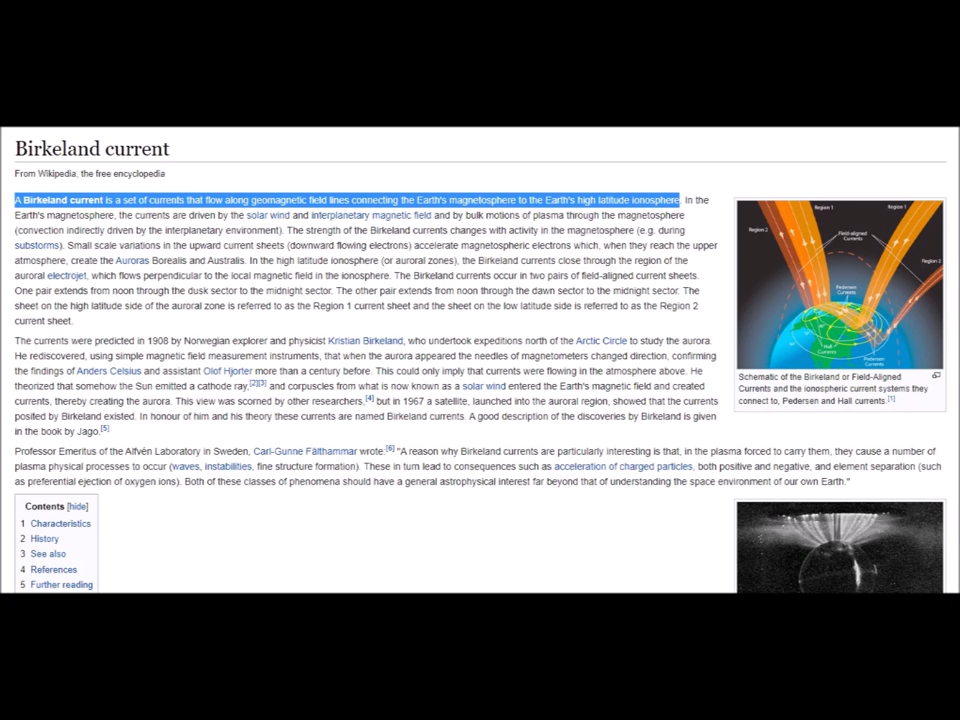 Birkeland current
From Wikipedia, the free encyclopedia
A Birkeland current is a set of currents that flow along geomagnetic field lines connecting the Earth's magnetosphere to the Earth's high latitude ionosphere. In the
Earth's magnetosphere, the currents are driven by the solar wind and interplanetary magnetic field and by bulk motions of plasma through the magnetosphere
(convection indirectly driven by the interplanetary environment). The strength of the Birkeland currents changes with activity in the magnetosphere (e.g. during
substorms). Small scale variations in the upward current sheets (downward flowing electrons) accelerate magnetospheric electrons which, when they reach the upper
atmosphere, create the Auroras Borealis and Australis. In the high latitude ionosphere (or auroral zones), the Birkeland currents close through the region of the
auroral electrojet, which flows perpendicular to the local magnetic field in the ionosphere. The Birkeland currents occur in two pairs of field-aligned current sheets.
One pair extends from noon through the dusk sector to the midnight sector. The other pair extends from noon through the dawn sector to the midnight sector. The
sheet on the high latitude side of the auroral zone is referred to as the Region 1 current sheet and the sheet on the low latitude side is referred to as the Region 2
current sheet.
The currents were predicted in 1908 by Norwegian explorer and physicist Kristian Birkeland, who undertook expeditions north of the Arctic Circle to study the aurora.
He rediscovered, using simple magnetic field measurement instruments, that when the aurora appeared the needles of magnetometers changed direction, confirming
the findings of Anders Celsius and assistant Olof Hjorter more than a century before. This could only imply that currents were flowing in the atmosphere above. He
theorized that somehow the Sun emitted a cathode ray,[2][3] and corpuscles from what is now known as a solar wind entered the Earth's magnetic field and created
currents, thereby creating the aurora. This view was scorned by other researchers,[4] but in 1967 a satellite, launched into the auroral region, showed that the currents
posited by Birkeland existed. In honour of him and his theory these currents are named Birkeland currents. A good description of the discoveries by Birkeland is given
in the book by Jago.[5]
Professor Emeritus of the Alfvén Laboratory in Sweden, Carl-Gunne Fälthammar wrote:[6] "A reason why Birkeland currents are particularly interesting is that, in the plasma forced to carry them, they cause a number of
plasma physical processes to occur (waves, instabilities, fine structure formation). These in turn lead to consequences such as acceleration of charged particles, both positive and negative, and element separation (such
as preferential ejection of oxygen ions). Both of these classes of phenomena should have a general astrophysical interest far beyond that of understanding the space environment of our own Earth."
Contents [hide]
1 Characteristics
2 History
3 See also
4 References
5 Further reading
Region 1
Region 1
Region 2
Field-aligned
Currents
Region 2
Pedersen
Currents
Hall
Currents
Pedersen
Currents
Schematic of the Birkeland or Field-Aligned
Currents and the ionospheric current systems they
connect to, Pedersen and Hall currents.[1]